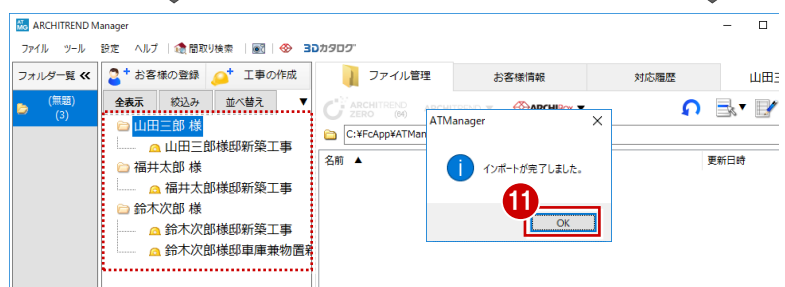 ARCHITREND Manager
ファイル ツール 設定 ヘルプ 間取り検索 3Dカタログ
フォルダ一覧 お客様の登録 工事の作成 ファイル管理 お客様情報 対応履歴 山田三
(無題)
(3)
全表示 絞込み 並べ替え
山田三郎 様
山田三郎様邸新築工事
福井太郎 様
福井太郎様邸新築工事
鈴木次郎 様
鈴木次郎様邸新築工事
鈴木次郎様邸車庫兼物置新
ARCHITREND
ZERO (64)
ARCHITREND
ARCHIBox
C:¥FcApp¥ATMan
名前 更新日時
ATManager
インポートが完了しました。
11
OK